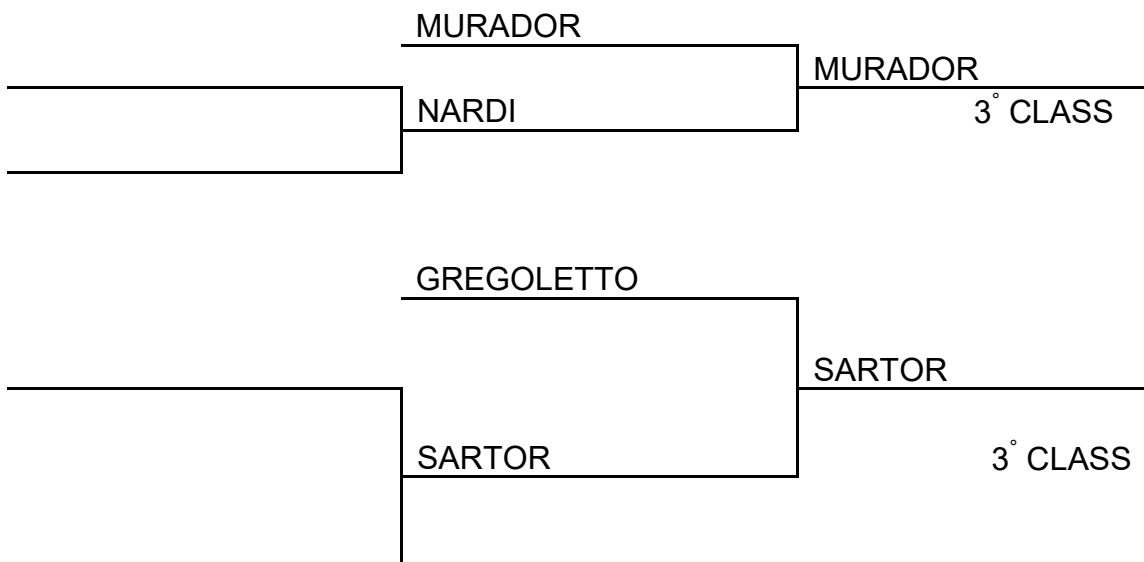 MURADOR
MURADOR
NARDI
3° CLASS
GREGOLETTO
SARTOR
SARTOR
3° CLASS